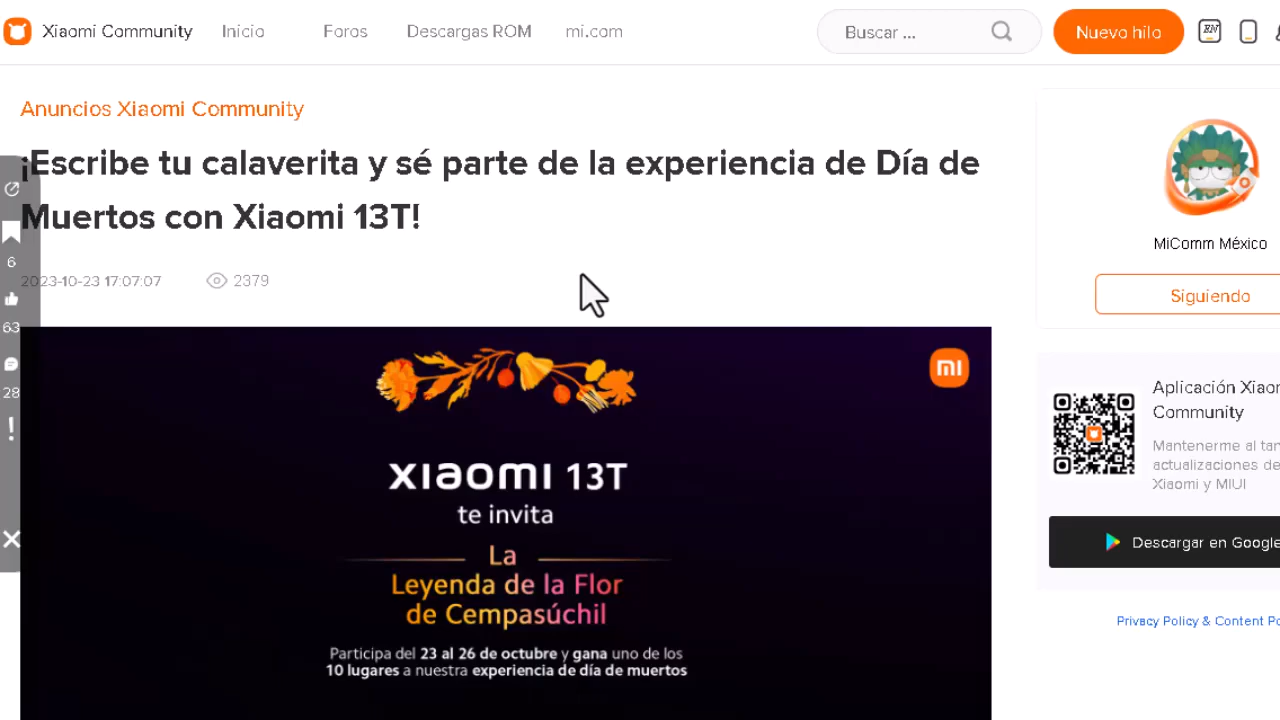 Xiaomi Community Inicio Foros Descargas ROM mi.com Buscar ... Nuevo hilo EN
Anuncios Xiaomi Community
¡Escribe tu calaverita y sé parte de la experiencia de Día de
Muertos con Xiaomi 13T!
2023-10-23 17:07:07 2379
6
63
28
mi
xiaomi 13T
te invita
La
Leyenda de la Flor
de Cempasúchil
Participa del 23 al 26 de octubre y gana uno de los
10 lugares a nuestra experiencia de día de muertos
MiComm México
Siguiendo
Aplicación Xiaom
Community
Mantenerme al tan
actualizaciones de
Xiaomi y MIUI
Descargar en Google
Privacy Policy & Content Po